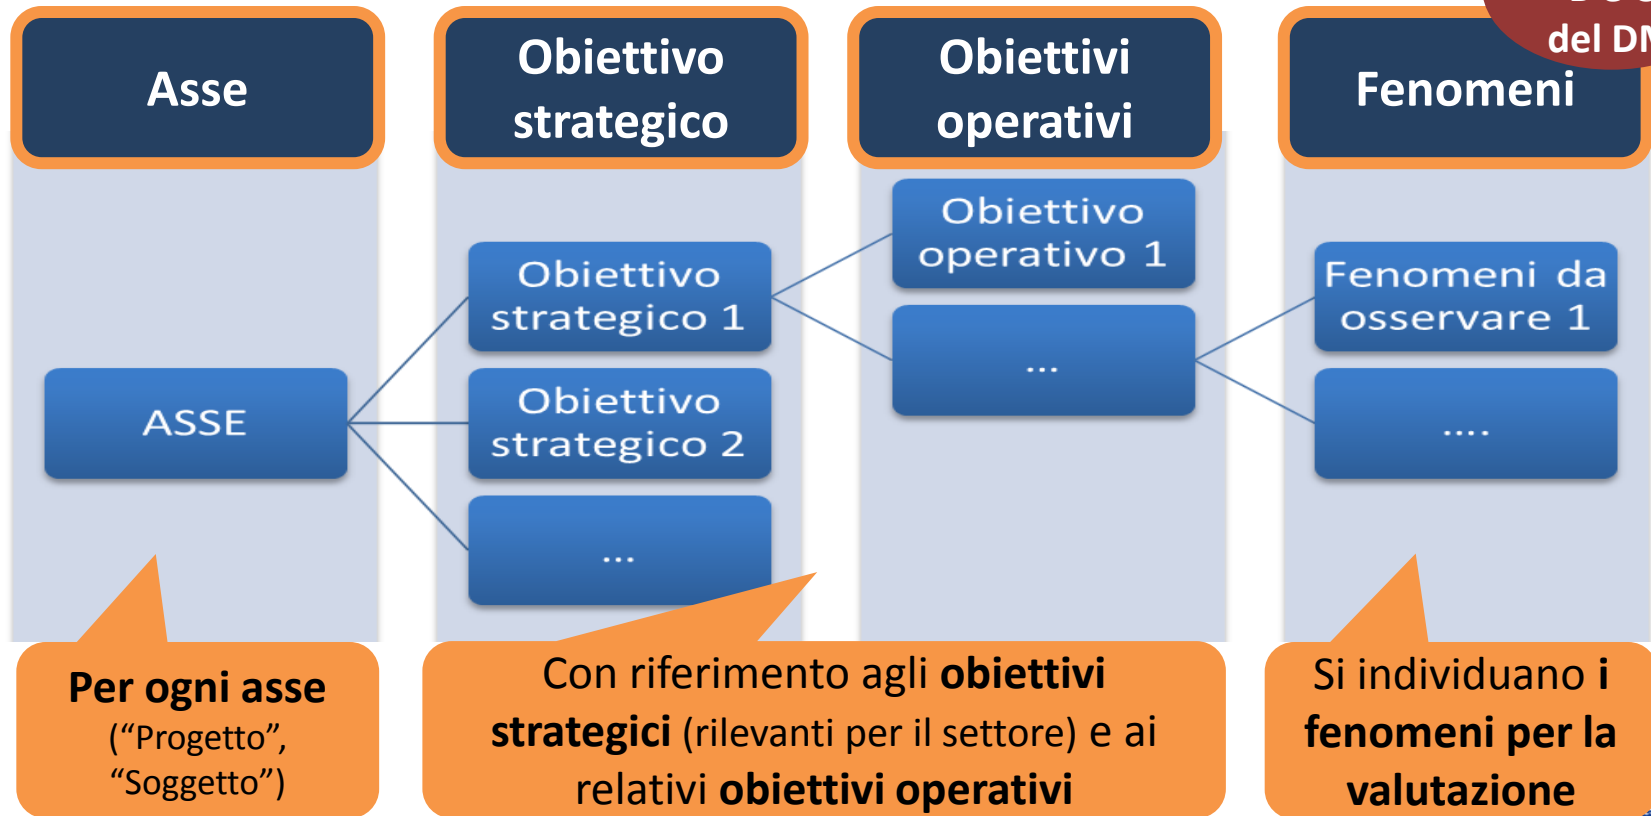 del
Asse
Obiettivo
strategico
Obiettivi
operativi
Fenomeni
Obiettivo
strategico 1
Obiettivo
operativo 1
Fenomeni da
osservare 1
ASSE
Obiettivo
strategico 2
...
....
...
Per ogni asse
(“Progetto”,
“Soggetto”)
Con riferimento agli obiettivi
strategici (rilevanti per il settore) e ai
relativi obiettivi operativi
Si individuano i
fenomeni per la
valutazione